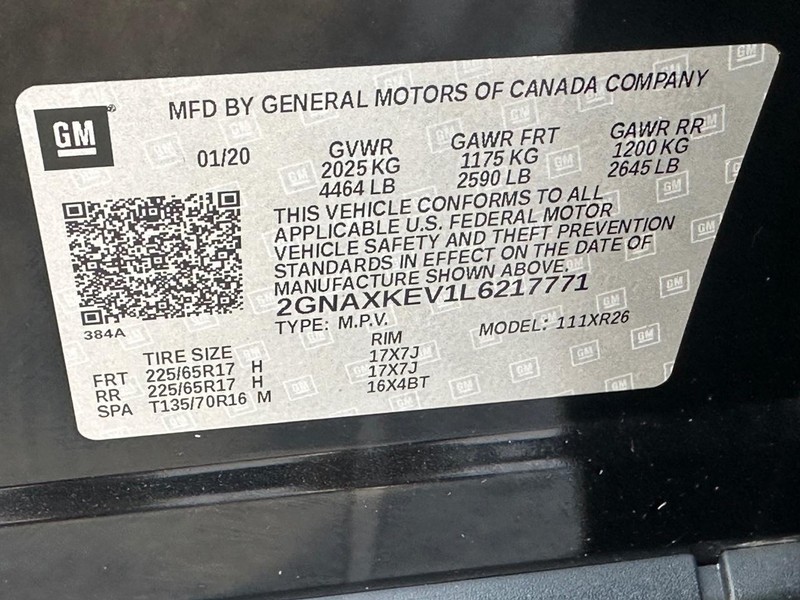 MFD BY GENERAL MOTORS OF CANADA COMPANY
GM
01/20
GVWR
2025 KG
4464 LB
GAWR FRT
1175 KG
2590 LB
GAWR RR
1200 KG
2645 LB
THIS VEHICLE CONFORMS TO ALL
APPLICABLE U.S. FEDERAL MOTOR
VEHICLE SAFETY AND THEFT PREVENTION
STANDARDS IN EFFECT ON THE DATE OF
MANUFACTURE SHOWN ABOVE.
2GNAXKEV1L6217771
TYPE: M.P.V.
MODEL: 111XR26
384A
TIRE SIZE RIM
FRT 225/65R17 H 17X7J
RR 225/65R17 H 17X7J
SPA T135/70R16 M 16X4BT